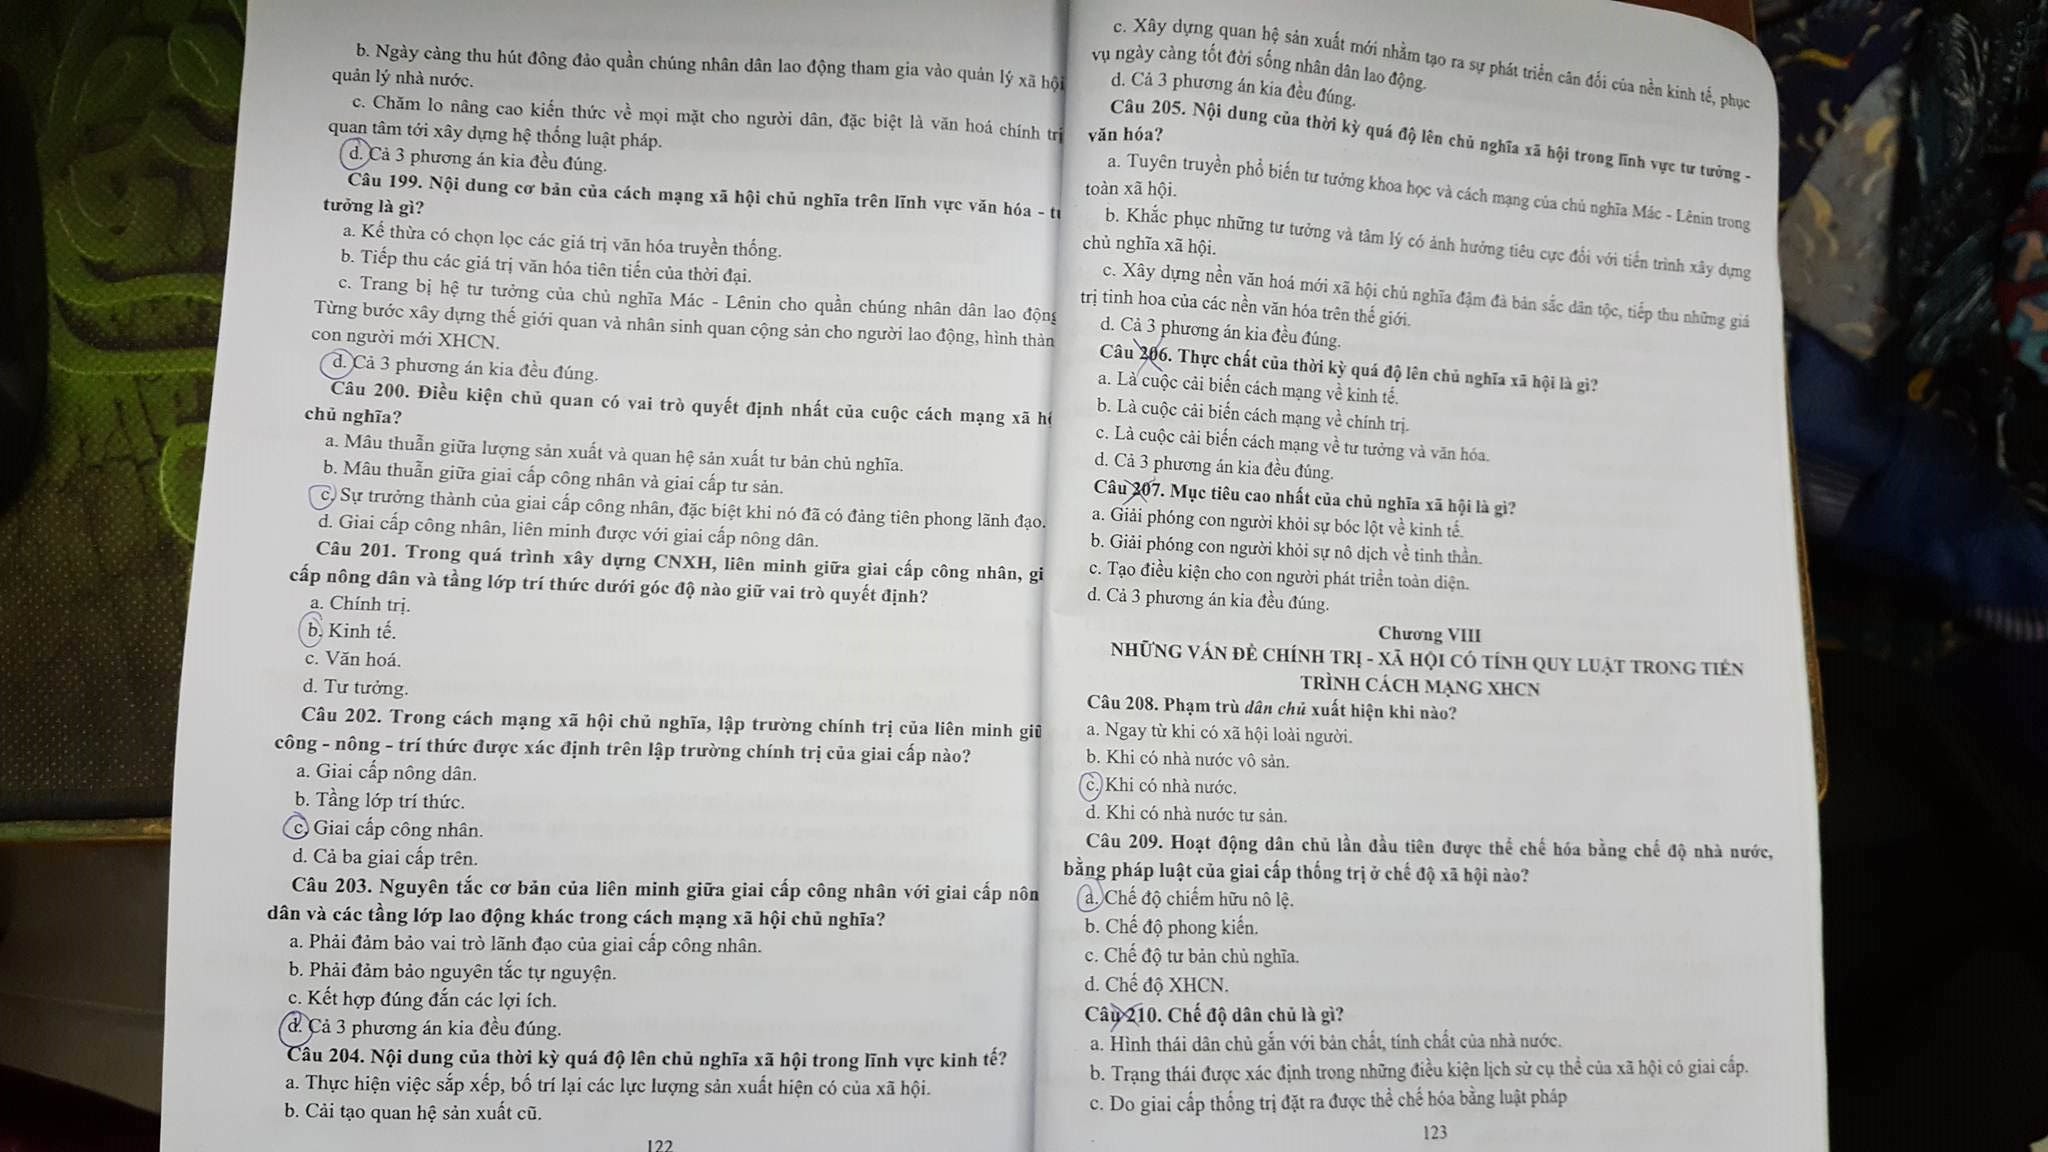 b. Ngày càng thu hút đông đảo quần chúng nhân dân lao động tham gia vào quản lý xã hội
quản lý nhà nước.
c. Chăm lo nâng cao kiến thức về mọi mặt cho người dân, đặc biệt là văn hoá chính trị
quan tâm tới xây dựng hệ thống luật pháp.
d. Cả 3 phương án kia đều đúng.
Câu 199. Nội dung cơ bản của cách mạng xã hội chủ nghĩa trên lĩnh vực văn hóa - tư
tưởng là gì?
a. Kế thừa có chọn lọc các giá trị văn hóa truyền thống.
b. Tiếp thu các giá trị văn hóa tiên tiến của thời đại.
c. Trang bị hệ tư tưởng của chủ nghĩa Mác - Lênin cho quần chúng nhân dân lao động
Từng bước xây dựng thế giới quan và nhân sinh quan cộng sản cho người lao động, hình thàn
con người mới XHCN.
d. Cả 3 phương án kia đều đúng.
Câu 200. Điều kiện chủ quan có vai trò quyết định nhất của cuộc cách mạng xã hộ
chủ nghĩa?
a. Mâu thuẫn giữa lượng sản xuất và quan hệ sản xuất tư bản chủ nghĩa.
b. Mâu thuẫn giữa giai cấp công nhân và giai cấp tư sản.
c. Sự trưởng thành của giai cấp công nhân, đặc biệt khi nó đã có đảng tiên phong lãnh đạo.
d. Giai cấp công nhân, liên minh được với giai cấp nông dân.
Câu 201. Trong quá trình xây dựng CNXH, liên minh giữa giai cấp công nhân, gi
cấp nông dân và tầng lớp trí thức dưới góc độ nào giữ vai trò quyết định?
a. Chính trị.
b. Kinh tế.
c. Văn hoá.
d. Tư tưởng.
Câu 202. Trong cách mạng xã hội chủ nghĩa, lập trường chính trị của liên minh giữ
công - nông - trí thức được xác định trên lập trường chính trị của giai cấp nào?
a. Giai cấp nông dân.
b. Tầng lớp trí thức.
c. Giai cấp công nhân.
d. Cả ba giai cấp trên.
Câu 203. Nguyên tắc cơ bản của liên minh giữa giai cấp công nhân với giai cấp nôn
dân và các tầng lớp lao động khác trong cách mạng xã hội chủ nghĩa?
a. Phải đảm bảo vai trò lãnh đạo của giai cấp công nhân.
b. Phải đảm bảo nguyên tắc tự nguyện.
c. Kết hợp đúng đắn các lợi ích.
d. Cả 3 phương án kia đều đúng.
Câu 204. Nội dung của thời kỳ quá độ lên chủ nghĩa xã hội trong lĩnh vực kinh tế?
a. Thực hiện việc sắp xếp, bố trí lại các lực lượng sản xuất hiện có của xã hội.
b. Cải tạo quan hệ sản xuất cũ.
122
c. Xây dựng quan hệ sản xuất mới nhằm tạo ra sự phát triển cân đối của nền kinh tế, phục
vụ ngày càng tốt đời sống nhân dân lao động.
d. Cả 3 phương án kia đều đúng.
Câu 205. Nội dung của thời kỳ quá độ lên chủ nghĩa xã hội trong lĩnh vực tư tưởng -
văn hóa?
a. Tuyên truyền phổ biến tư tưởng khoa học và cách mạng của chủ nghĩa Mác - Lênin trong
toàn xã hội.
b. Khắc phục những tư tưởng và tâm lý có ảnh hưởng tiêu cực đối với tiến trình xây dựng
chủ nghĩa xã hội.
c. Xây dựng nền văn hoá mới xã hội chủ nghĩa đậm đà bản sắc dân tộc, tiếp thu những giá
trị tinh hoa của các nền văn hóa trên thế giới.
d. Cả 3 phương án kia đều đúng.
Câu 206. Thực chất của thời kỳ quá độ lên chủ nghĩa xã hội là gì?
a. Là cuộc cải biến cách mạng về kinh tế.
b. Là cuộc cải biến cách mạng về chính trị.
c. Là cuộc cải biến cách mạng về tư tưởng và văn hóa.
d. Cả 3 phương án kia đều đúng.
Câu 207. Mục tiêu cao nhất của chủ nghĩa xã hội là gì?
a. Giải phóng con người khỏi sự bóc lột về kinh tế.
b. Giải phóng con người khỏi sự nô dịch về tinh thần.
c. Tạo điều kiện cho con người phát triển toàn diện.
d. Cả 3 phương án kia đều đúng.
Chương VIII
NHỮNG VẤN ĐỀ CHÍNH TRỊ - XÃ HỘI CÓ TÍNH QUY LUẬT TRONG TIẾN
TRÌNH CÁCH MẠNG XHCN
Câu 208. Phạm trù dân chủ xuất hiện khi nào?
a. Ngay từ khi có xã hội loài người.
b. Khi có nhà nước vô sản.
c. Khi có nhà nước.
d. Khi có nhà nước tư sản.
Câu 209. Hoạt động dân chủ lần đầu tiên được thể chế hóa bằng chế độ nhà nước,
bằng pháp luật của giai cấp thống trị ở chế độ xã hội nào?
a. Chế độ chiếm hữu nô lệ.
b. Chế độ phong kiến.
c. Chế độ tư bản chủ nghĩa.
d. Chế độ XHCN.
Câu 210. Chế độ dân chủ là gì?
a. Hình thái dân chủ gắn với bản chất, tính chất của nhà nước.
b. Trạng thái được xác định trong những điều kiện lịch sử cụ thể của xã hội có giai cấp.
c. Do giai cấp thống trị đặt ra được thể chế hóa bằng luật pháp
123